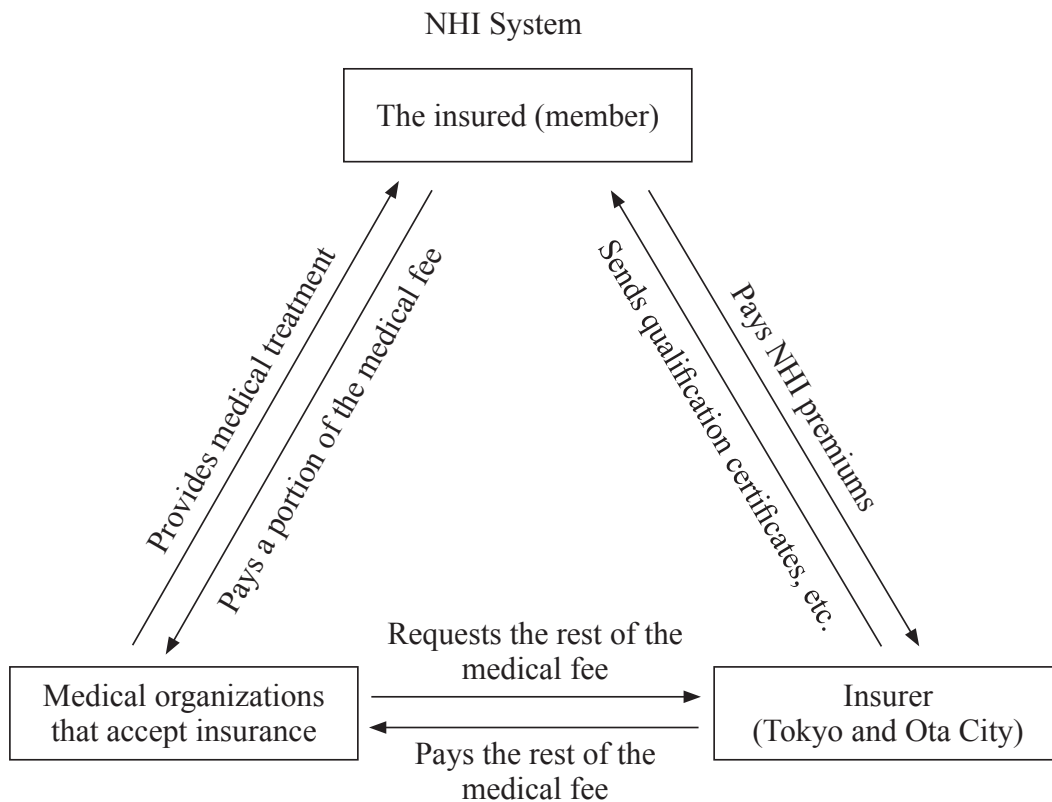 NHI System
The insured (member)
Provides medical treatment
Pays a portion of the medical fee
Sends qualification certificates, etc.
Pays NHI premiums
Requests the rest of the
medical fee
Medical organizations
that accept insurance
Insurer
(Tokyo and Ota City)
Pays the rest of the
medical fee